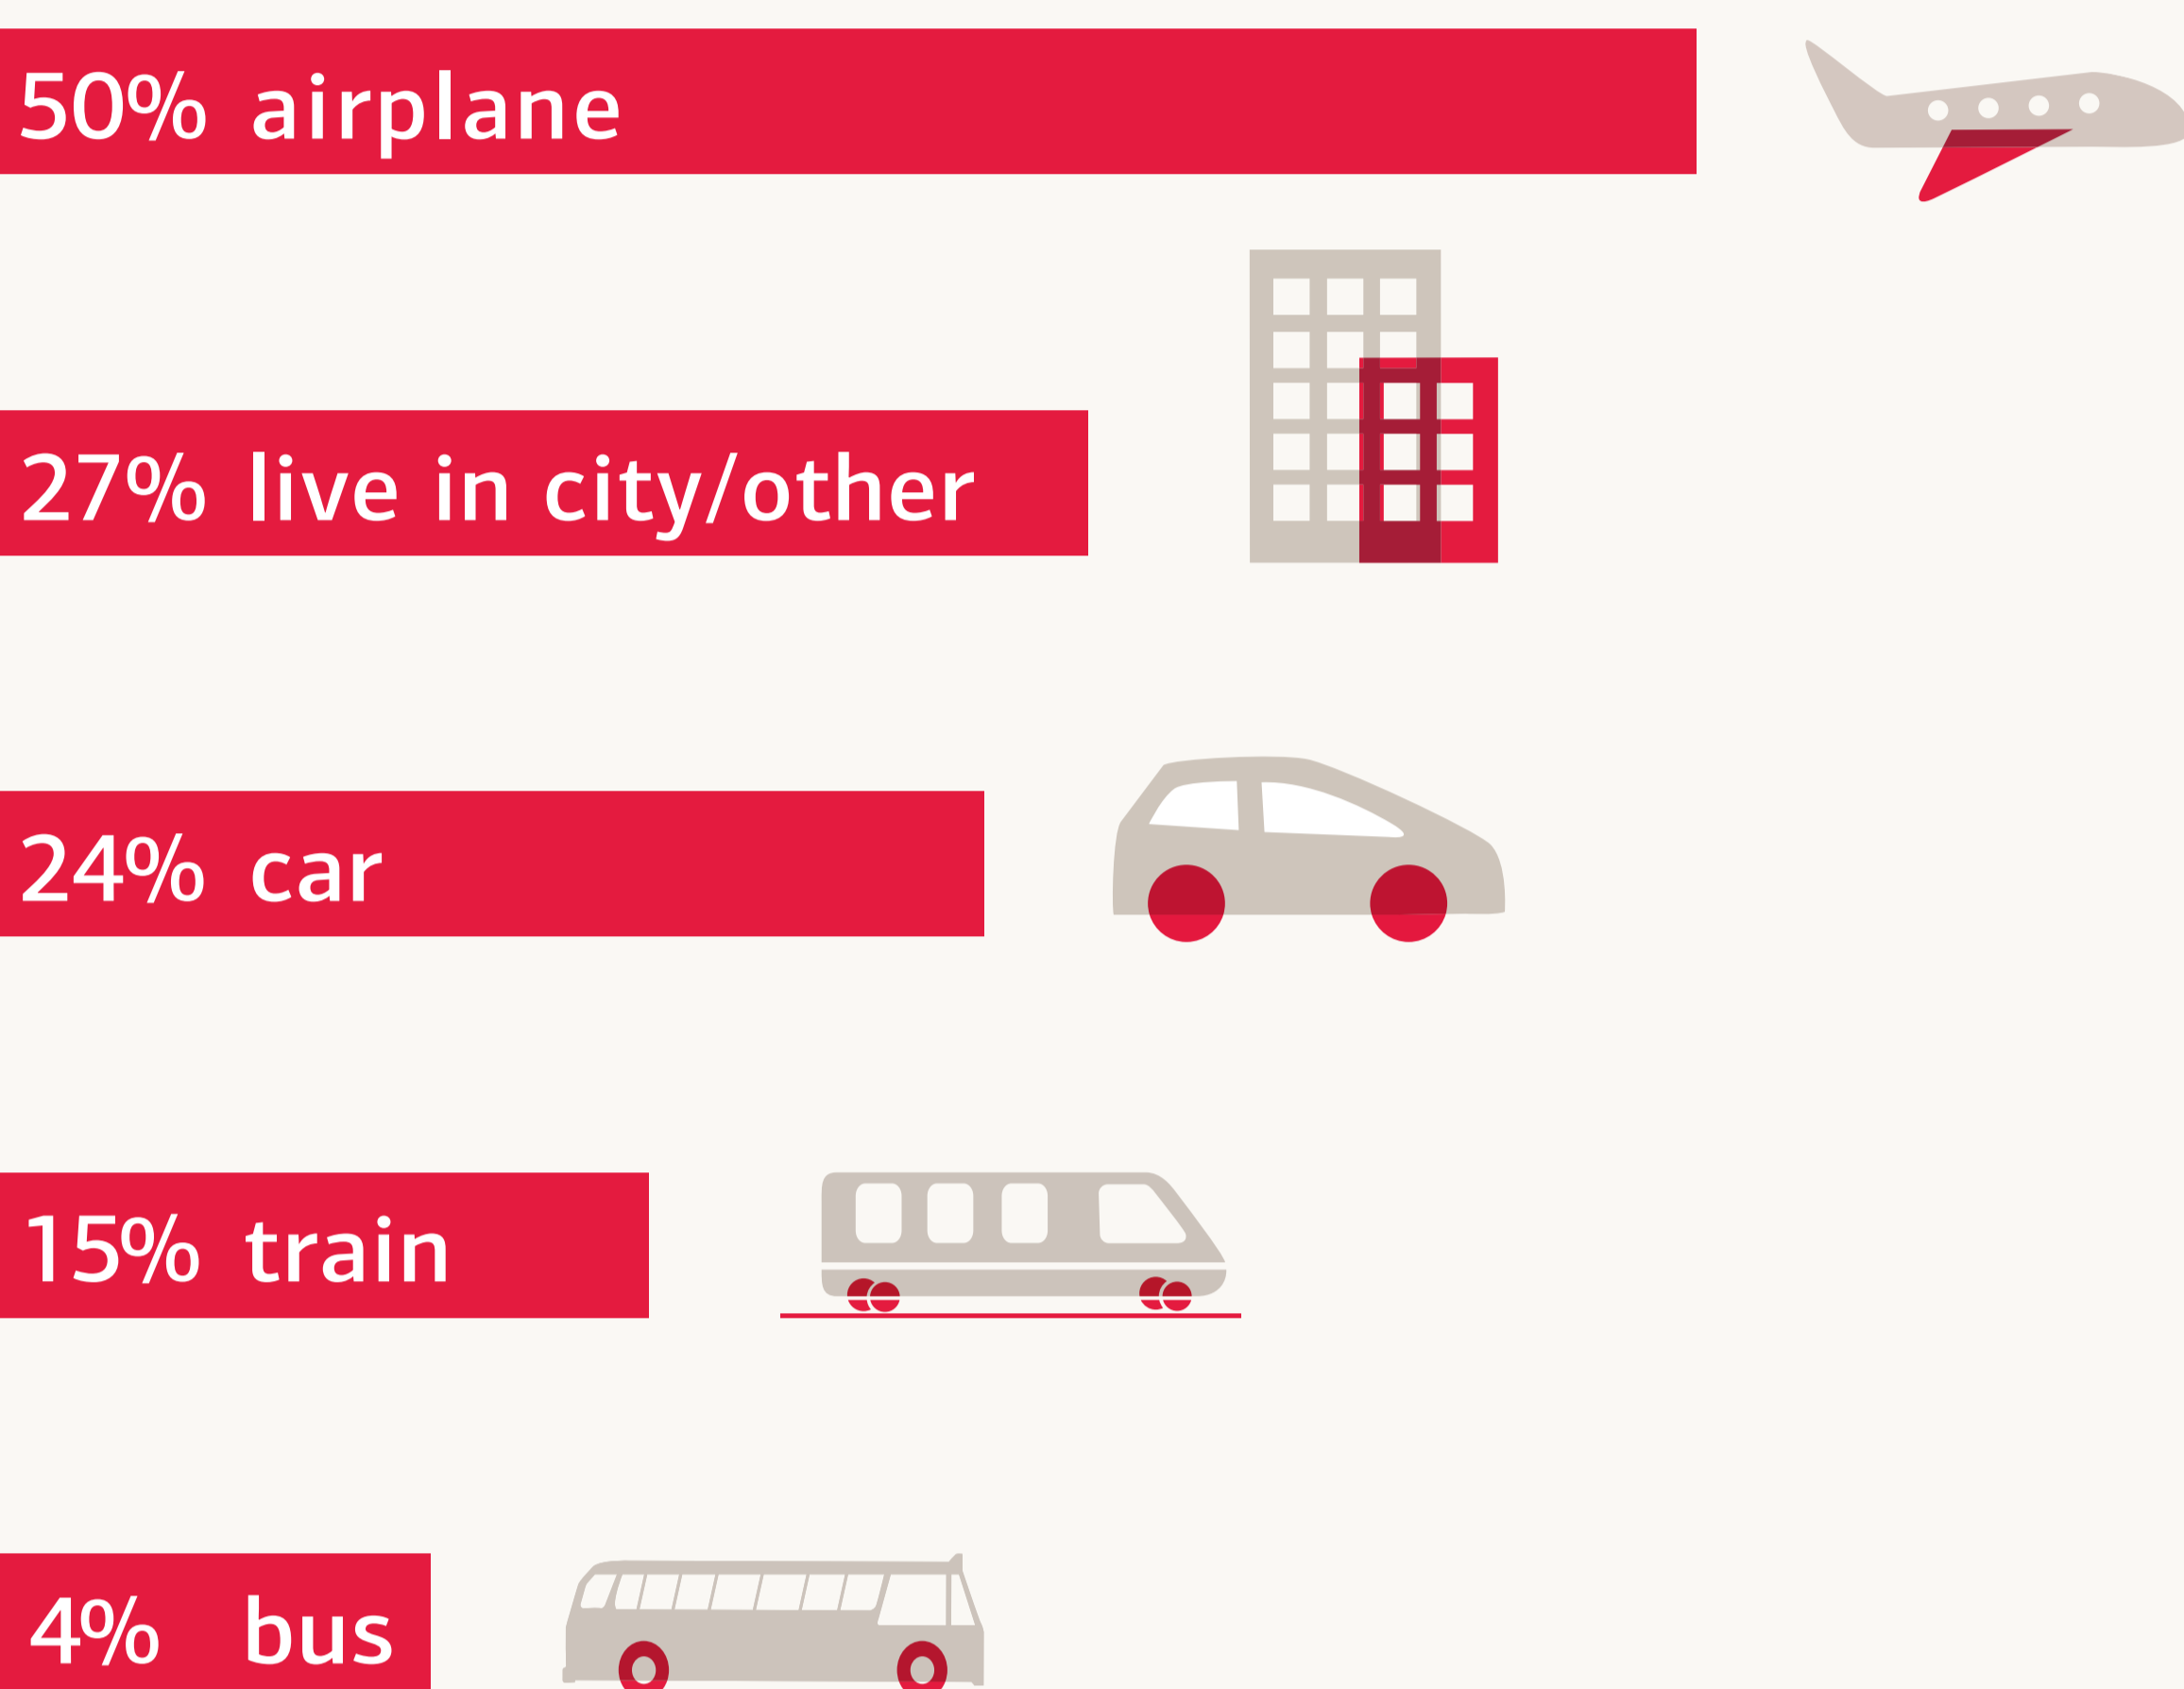 50% airplane
27% live in city/other
24% car
15% train
4% bus